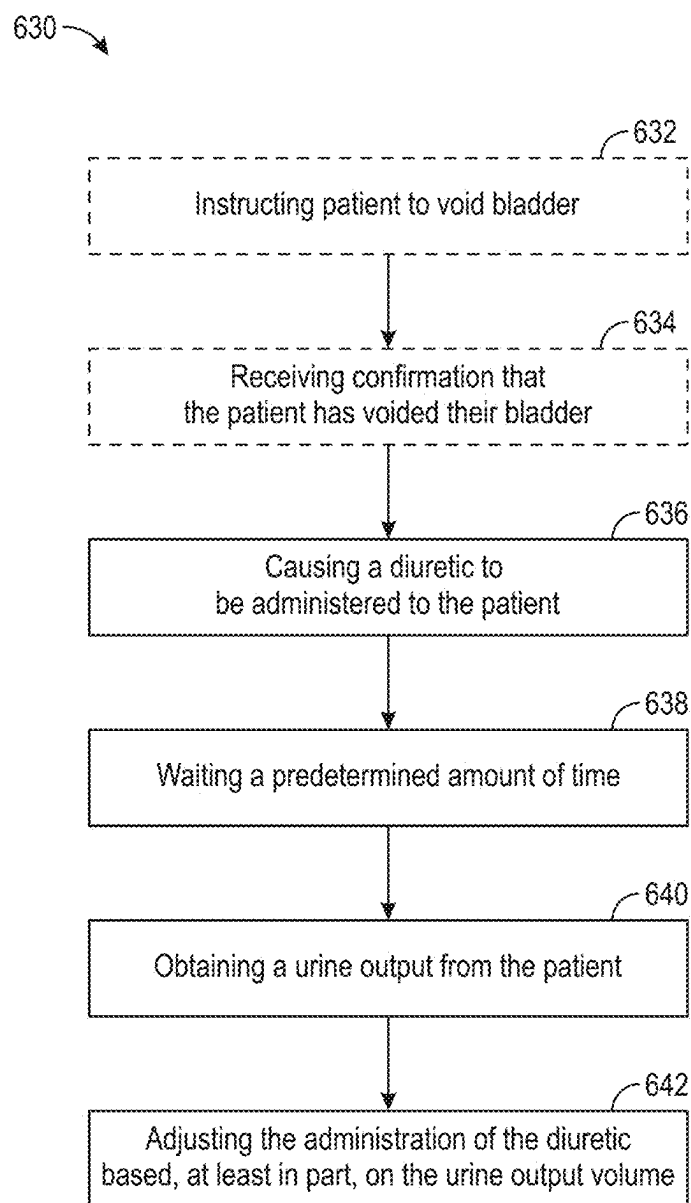 630
632
Instructing patient to void bladder
634
Receiving confirmation that
the patient has voided their bladder
636
Causing a diuretic to
be administered to the patient
638
Waiting a predetermined amount of time
640
Obtaining a urine output from the patient
642
Adjusting the administration of the diuretic
based, at least in part, on the urine output volume